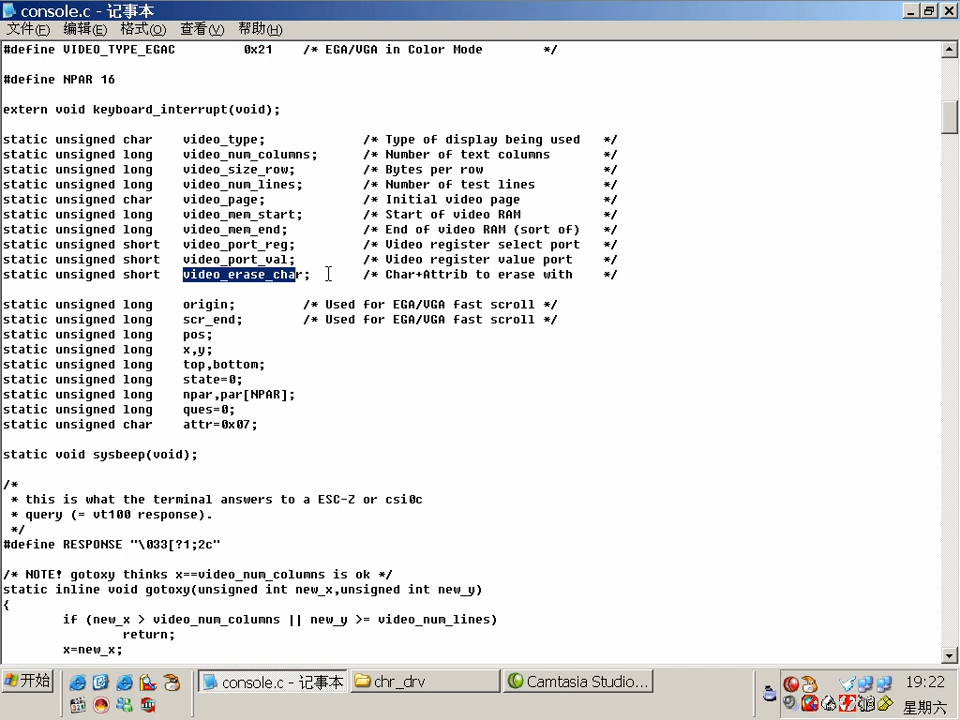 console.c - 记事本
文件(F) 编辑(E) 格式(O) 查看(V) 帮助(H)
#define VIDEO_TYPE_EGAC 0x21 /* EGA/VGA in Color Mode */
#define NPAR 16
extern void keyboard_interrupt(void);
static unsigned char video_type; /* Type of display being used */
static unsigned long video_num_columns; /* Number of text columns */
static unsigned long video_size_row; /* Bytes per row */
static unsigned long video_num_lines; /* Number of test lines */
static unsigned char video_page; /* Initial video page */
static unsigned long video_mem_start; /* Start of video RAM */
static unsigned long video_mem_end; /* End of video RAM (sort of) */
static unsigned short video_port_reg; /* Video register select port */
static unsigned short video_port_val; /* Video register value port */
static unsigned short video_erase_char; /* Char+Attrib to erase with */
static unsigned long origin; /* Used for EGA/VGA fast scroll */
static unsigned long scr_end; /* Used for EGA/VGA fast scroll */
static unsigned long pos;
static unsigned long x,y;
static unsigned long top,bottom;
static unsigned long state=0;
static unsigned long npar,par[NPAR];
static unsigned long ques=0;
static unsigned char attr=0x07;
static void sysbeep(void);
/*
* this is what the terminal answers to a ESC-Z or csi0c
* query (= vt100 response).
*/
#define RESPONSE "\033[?1;2c"
/* NOTE! gotoxy thinks x==video_num_columns is ok */
static inline void gotoxy(unsigned int new_x,unsigned int new_y)
{
if (new_x > video_num_columns || new_y >= video_num_lines)
return;
x=new_x;
开始 console.c - 记事本 chr_drv Camtasia Studio... 19:22
星期六